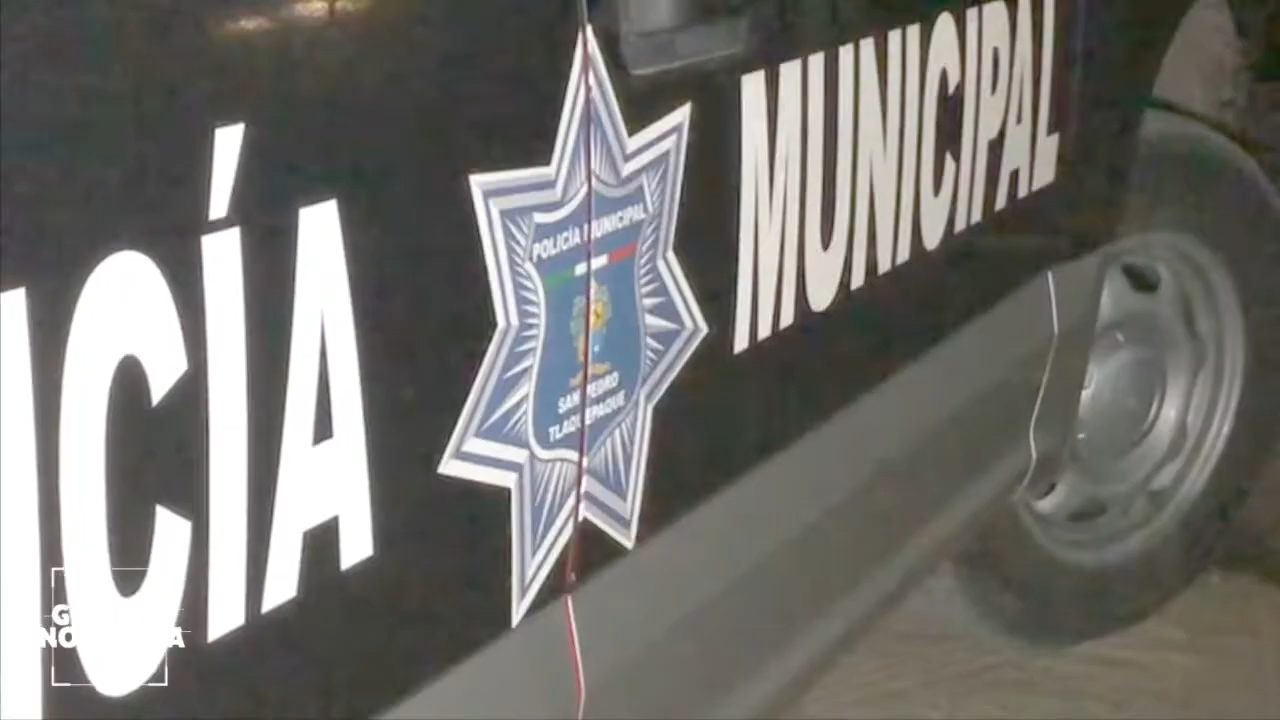 ICÍA
MUNICIPAL
POLICÍA MUNICIPAL
SAN PEDRO
TLAQUEPAQUE